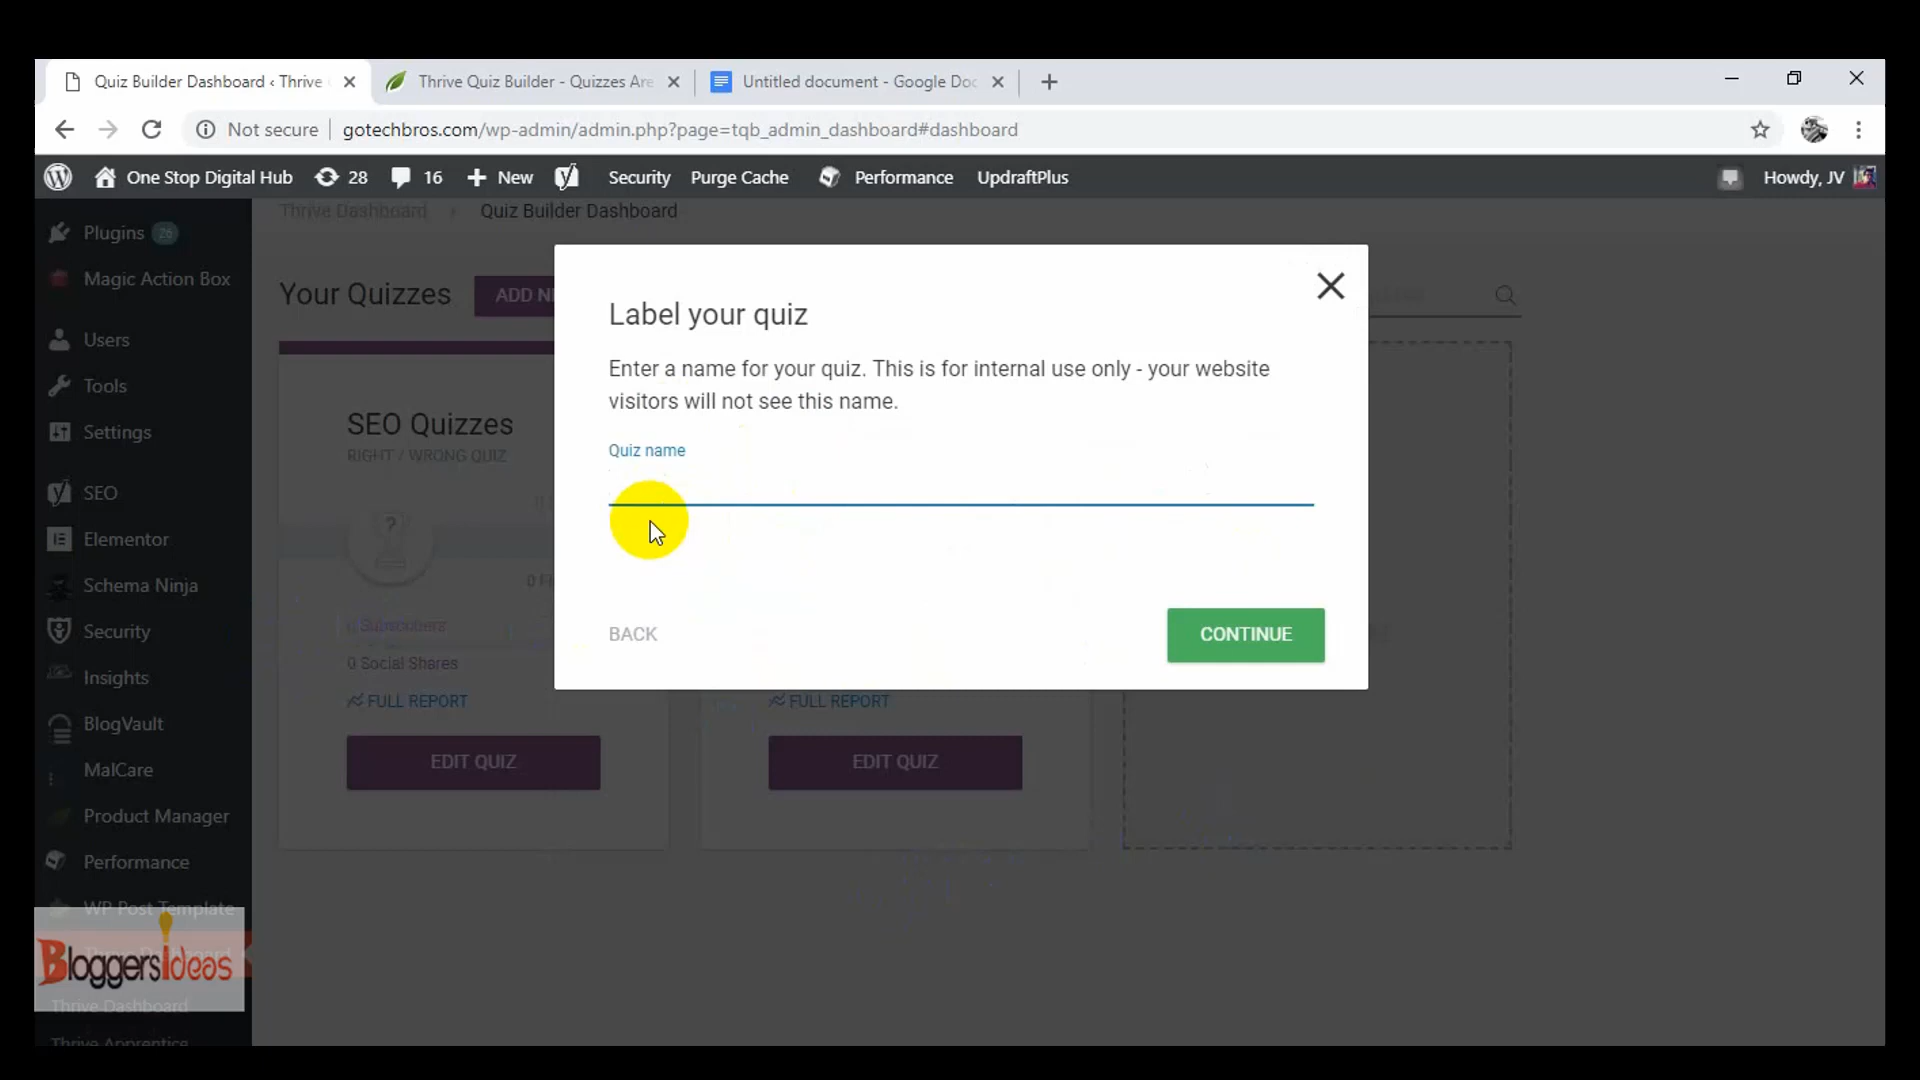 Quiz Builder Dashboard ‹ Thrive
Thrive Quiz Builder - Quizzes Are
Untitled document - Google Doc
Not secure
gotechbros.com/wp-admin/admin.php?page=tqb_admin_dashboard#dashboard
One Stop Digital Hub
28
16
New
Security
Purge Cache
Performance
UpdraftPlus
Howdy, JV
Thrive Dashboard
Quiz Builder Dashboard
Plugins 26
Magic Action Box
Users
Tools
Settings
SEO
Elementor
Schema Ninja
Security
Insights
BlogVault
MalCare
Product Manager
Performance
WP Post Template
BloggersIdeas
Thrive Dashboard
Thrive Apprentice
Your Quizzes
ADD NE
SEO Quizzes
RIGHT / WRONG QUIZ
0 Subscribers
0 Social Shares
FULL REPORT
EDIT QUIZ
FULL REPORT
EDIT QUIZ
Label your quiz
Enter a name for your quiz. This is for internal use only - your website
visitors will not see this name.
Quiz name
BACK
CONTINUE